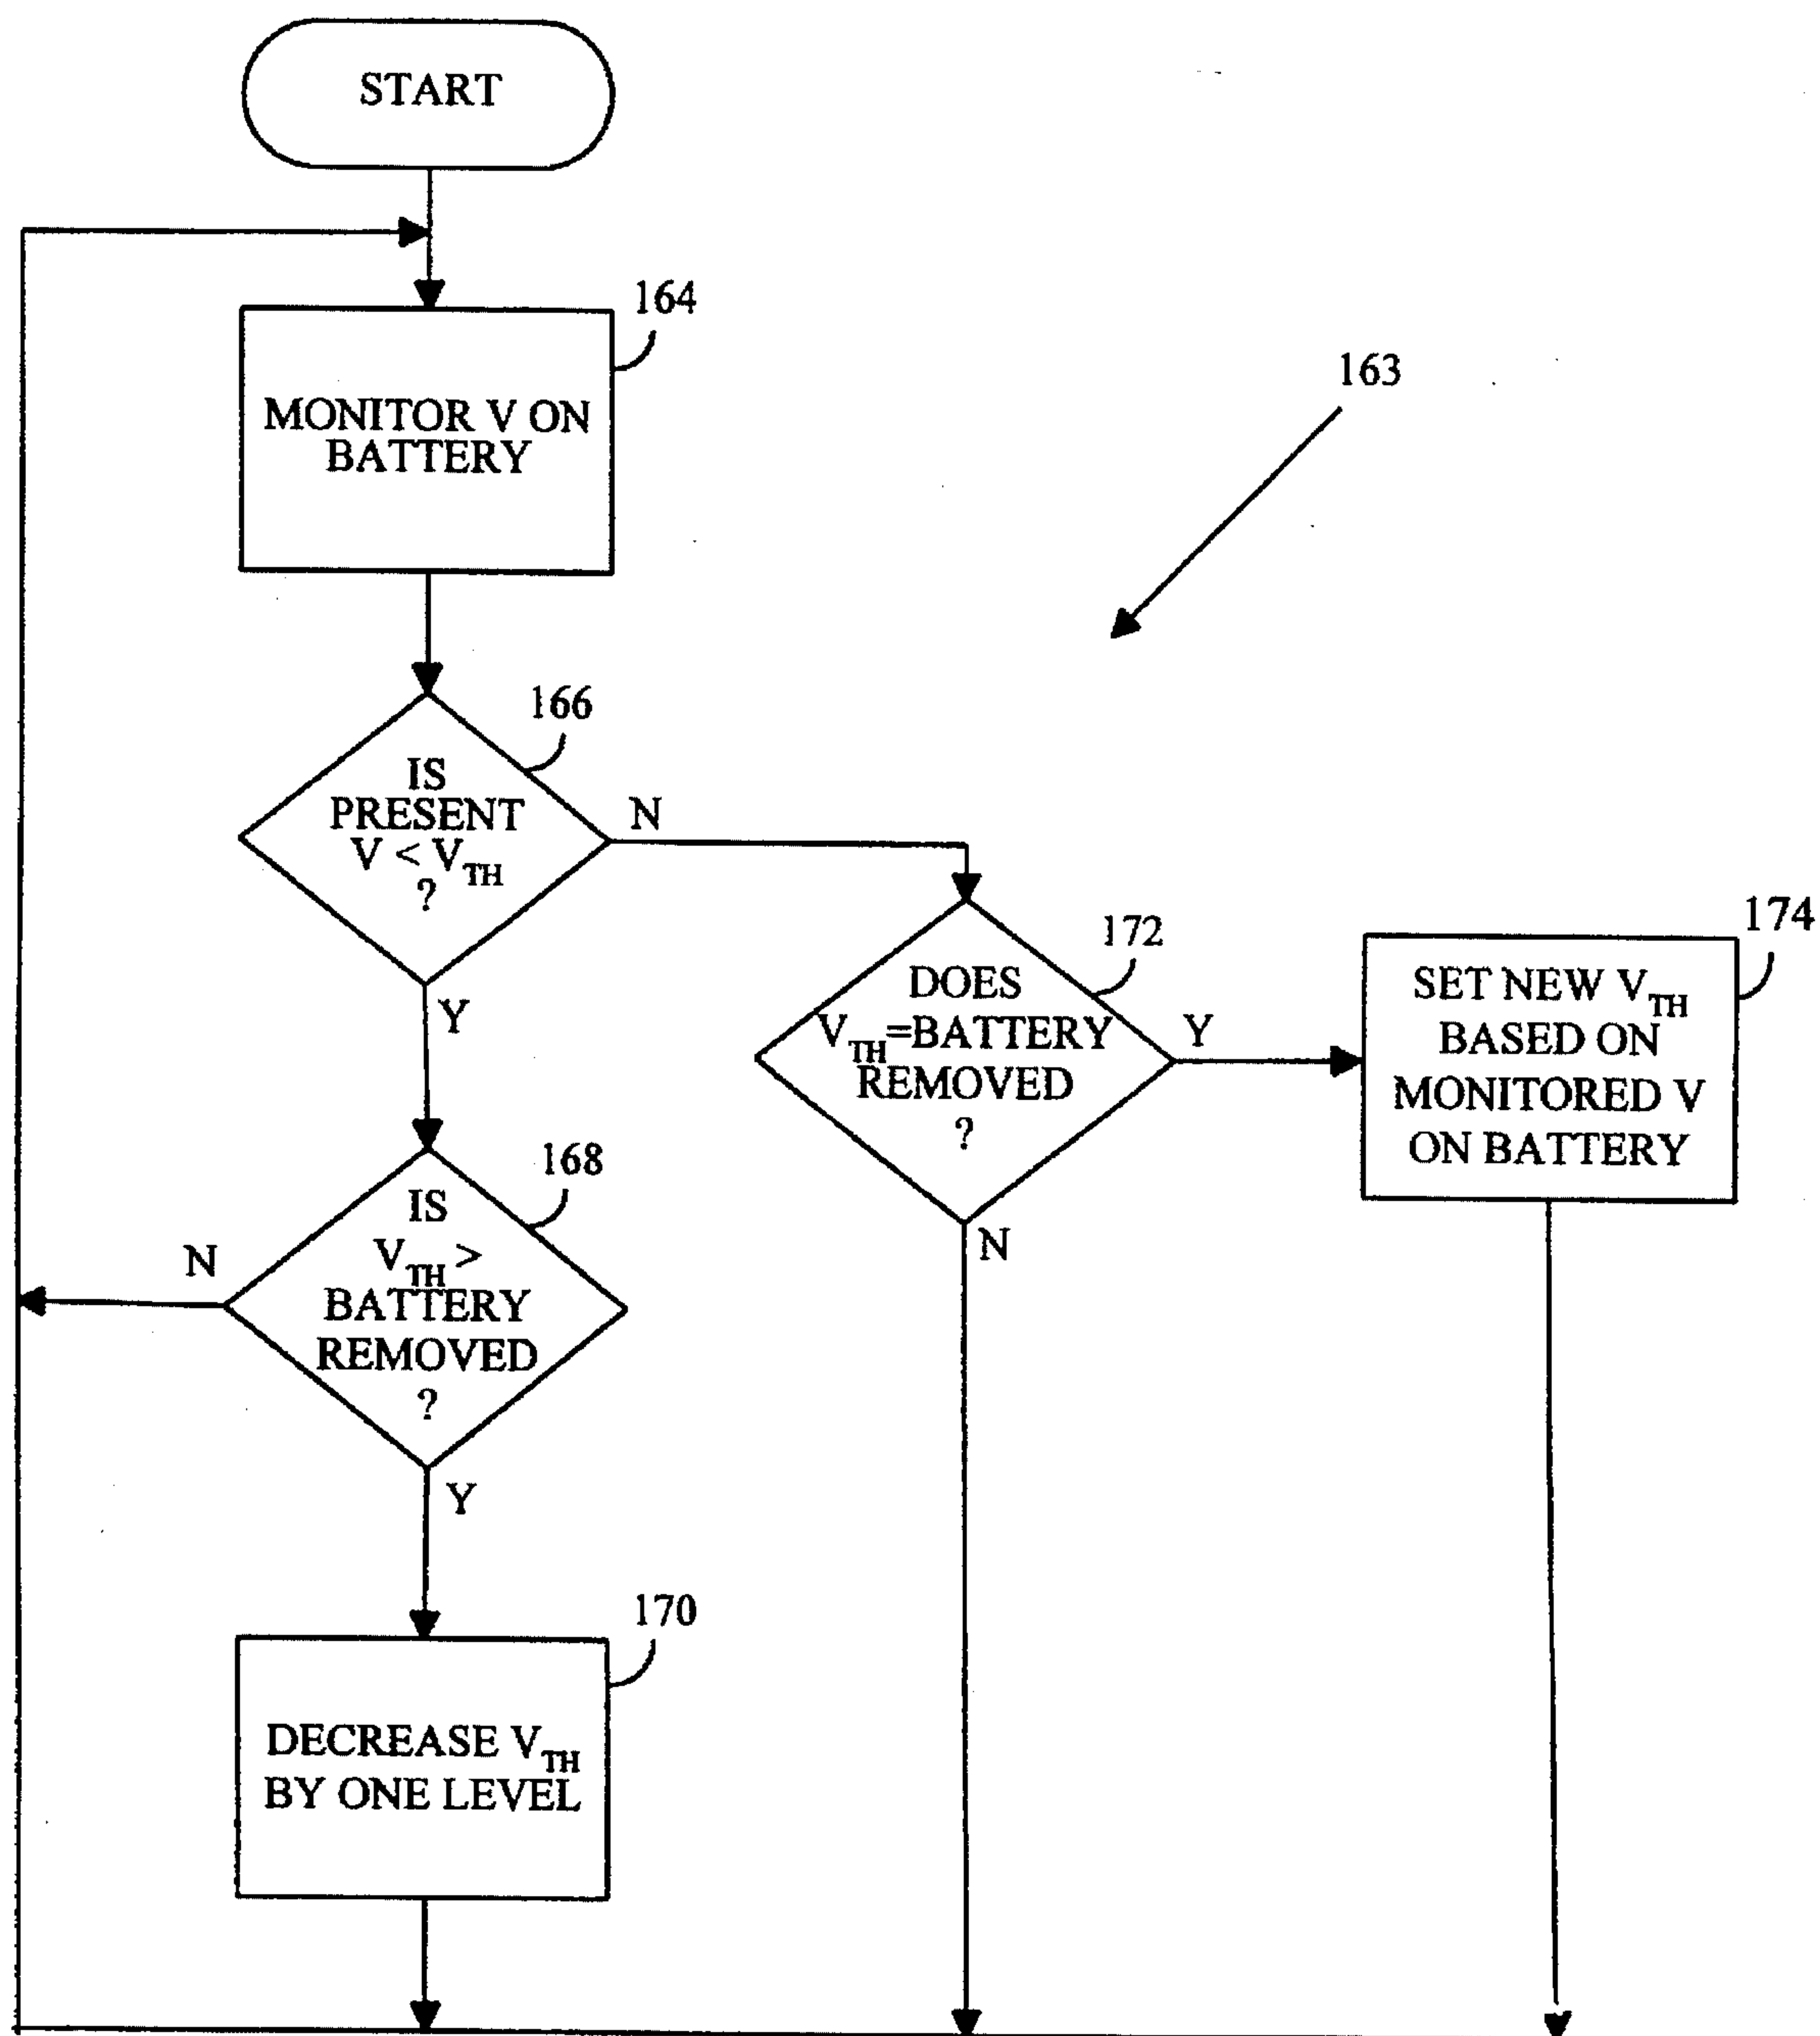 START
164
MONITOR V ON
BATTERY
163
166
IS
PRESENT
V < V_TH
?
N
Y
172
DOES
V_TH=BATTERY
REMOVED
?
Y
N
174
SET NEW V_TH
BASED ON
MONITORED V
ON BATTERY
168
IS
V_TH >
BATTERY
REMOVED
?
N
Y
170
DECREASE V_TH
BY ONE LEVEL